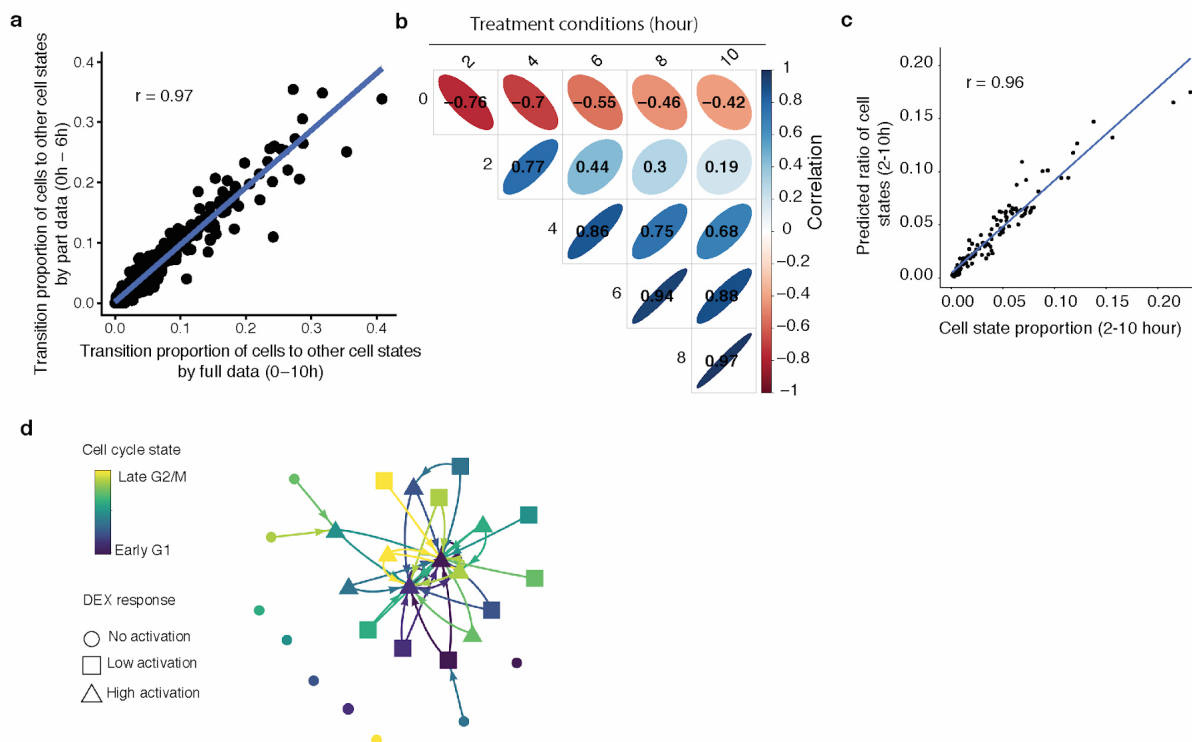 a
Transition proportion of cells to other cell states
by part data (0h – 6h)
r = 0.97
0.4
0.3
0.2
0.1
0.0
0.0 0.1 0.2 0.3 0.4
Transition proportion of cells to other cell states
by full data (0–10h)
b
Treatment conditions (hour)
2 4 6 8 10
0 −0.76 −0.7 −0.55 −0.46 −0.42
2 0.77 0.44 0.3 0.19
4 0.86 0.75 0.68
6 0.94 0.88
8 0.97
1
0.8
0.6
0.4
0.2
0
−0.2
−0.4
−0.6
−0.8
−1
Correlation
c
Predicted ratio of cell
states (2-10h)
r = 0.96
0.20
0.15
0.10
0.05
0.00
0.00 0.05 0.10 0.15 0.20
Cell state proportion (2-10 hour)
d
Cell cycle state
Late G2/M
Early G1
DEX response
No activation
Low activation
High activation